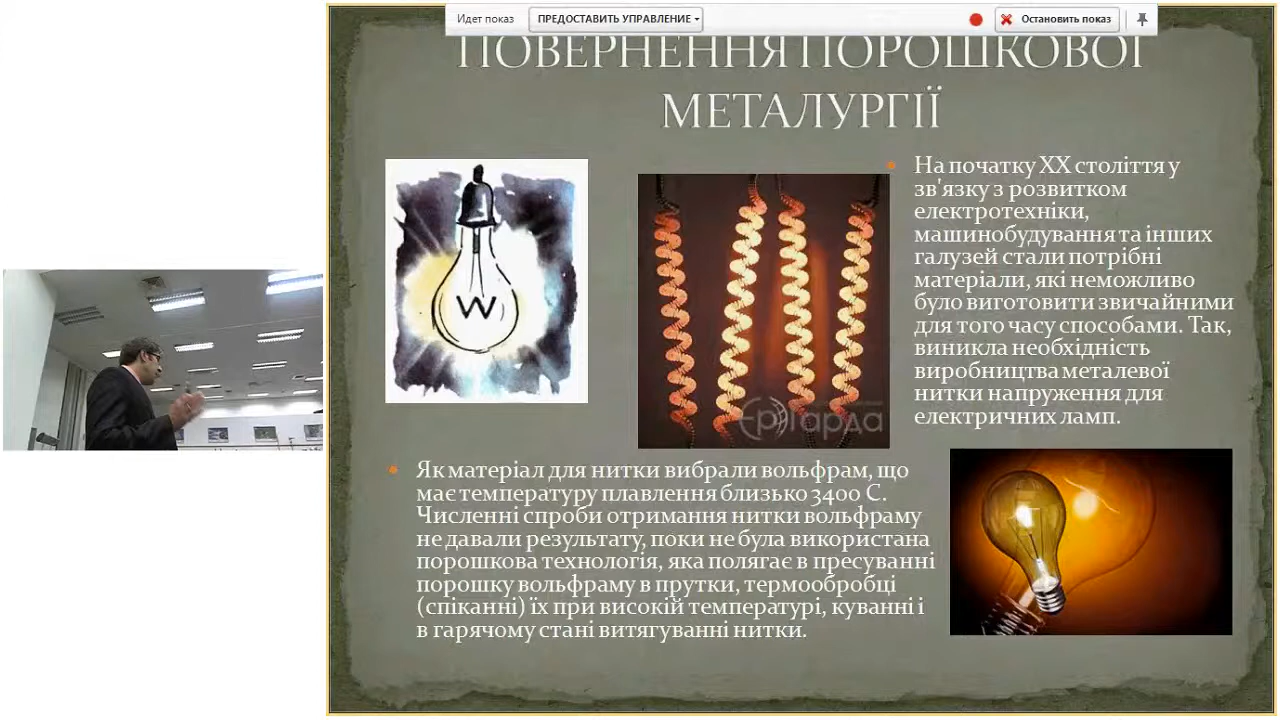 Идет показ
ПРЕДОСТАВИТЬ УПРАВЛЕНИЕ
Остановить показ
ПОВЕРНЕННЯ ПОРОШКОВОЇ
МЕТАЛУРГІЇ
W
На початку XX століття у
зв'язку з розвитком
електротехніки,
машинобудування та інших
галузей стали потрібні
матеріали, які неможливо
було виготовити звичайними
для того часу способами. Так,
виникла необхідність
виробництва металевої
нитки напруження для
електричних ламп.
Як матеріал для нитки вибрали вольфрам, що
має температуру плавлення близько 3400 С.
Численні спроби отримання нитки вольфраму
не давали результату, поки не була використана
порошкова технологія, яка полягає в пресуванні
порошку вольфраму в прутки, термообробці
(спіканні) їх при високій температурі, куванні і
в гарячому стані витягуванні нитки.